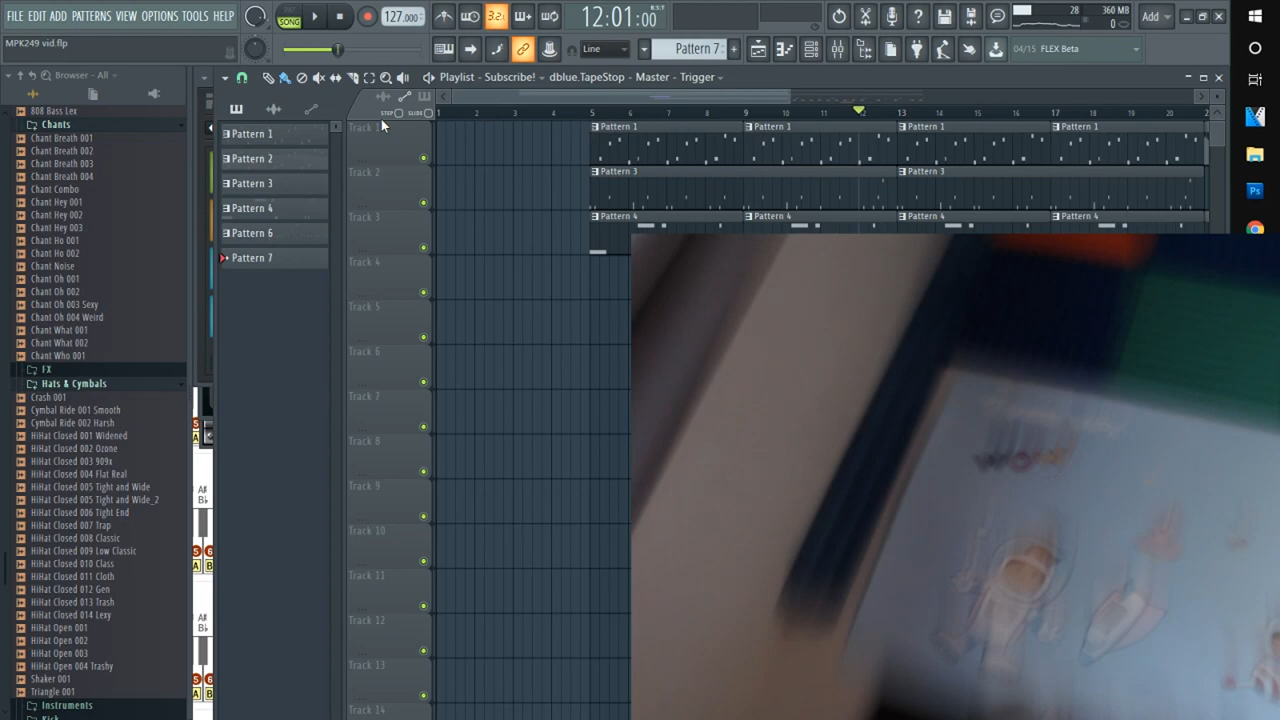 FILE EDIT ADD PATTERNS VIEW OPTIONS TOOLS HELP
MPK249 vid.flp
PAT
SONG
3.2.
127.000
12:01:00
28
360 MB
0
Add
Line
Pattern 7
04/15 FLEX Beta
Browser - All
Playlist - Subscribe! dblue.TapeStop - Master - Trigger
STEP
SLIDE
1 2 3 4 5 6 7 8 9 10 11 12 13 14 15 16 17 18 19 20
808 Bass Lex
Chants
Chant Breath 001
Chant Breath 002
Chant Breath 003
Chant Breath 004
Chant Combo
Chant Hey 001
Chant Hey 002
Chant Hey 003
Chant Ho 001
Chant Ho 002
Chant Noise
Chant Oh 001
Chant Oh 002
Chant Oh 003 Sexy
Chant Oh 004 Weird
Chant What 001
Chant What 002
Chant Who 001
FX
Hats & Cymbals
Crash 001
Cymbal Ride 001 Smooth
Cymbal Ride 002 Harsh
HiHat Closed 001 Widened
HiHat Closed 002 Ozone
HiHat Closed 003 909x
HiHat Closed 004 Flat Real
HiHat Closed 005 Tight and Wide
HiHat Closed 005 Tight and Wide_2
HiHat Closed 006 Tight End
HiHat Closed 007 Trap
HiHat Closed 008 Classic
HiHat Closed 009 Low Classic
HiHat Closed 010 Class
HiHat Closed 011 Cloth
HiHat Closed 012 Gen
HiHat Closed 013 Trash
HiHat Closed 014 Lexy
HiHat Open 001
HiHat Open 002
HiHat Open 003
HiHat Open 004 Trashy
Shaker 001
Triangle 001
Instruments
Kick
Pattern 1
Pattern 2
Pattern 3
Pattern 4
Pattern 6
Pattern 7
Track 1
Track 2
Track 3
Track 4
Track 5
Track 6
Track 7
Track 8
Track 9
Track 10
Track 11
Track 12
Track 13
Track 14
Pattern 1 Pattern 1 Pattern 1 Pattern 1
Pattern 3 Pattern 3
Pattern 4 Pattern 4 Pattern 4 Pattern 4
A#
Bb
A#
Bb
Ps